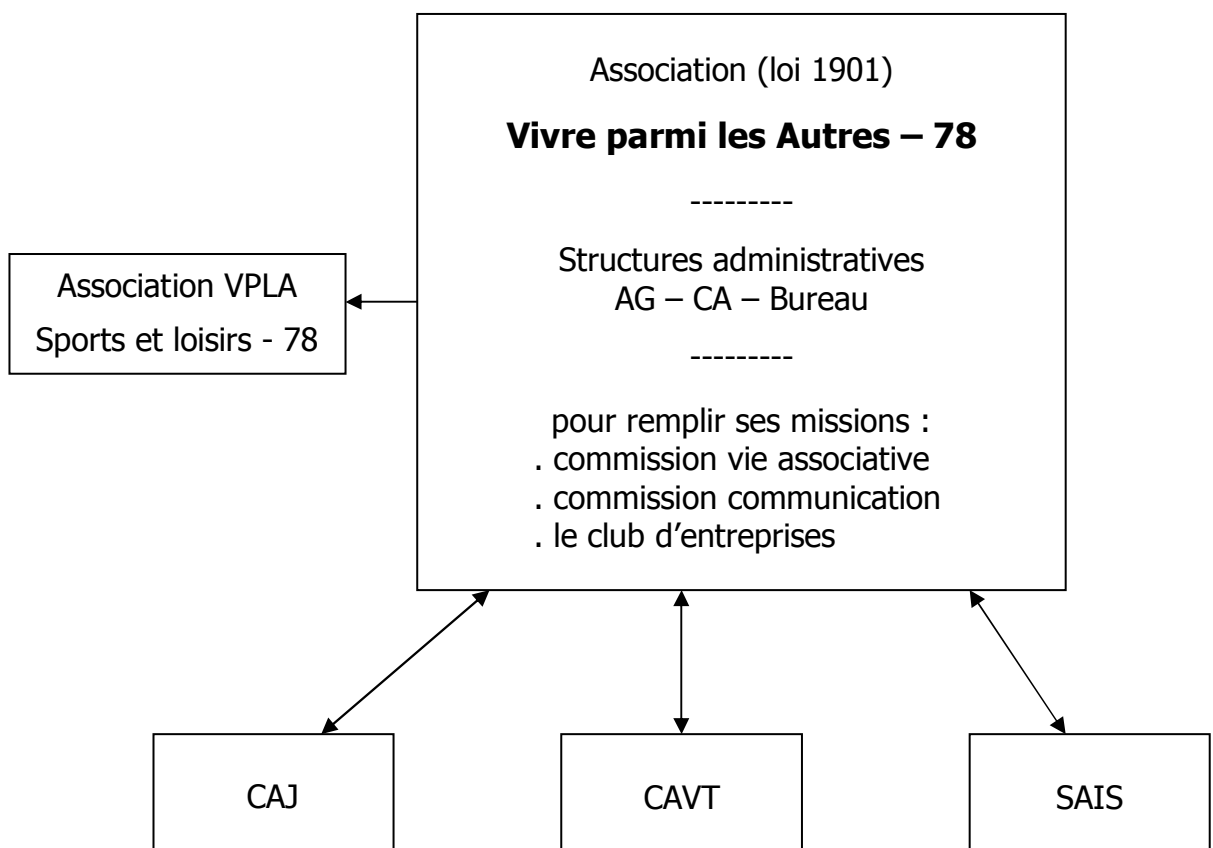 Association (loi 1901)
Vivre parmi les Autres – 78
---------
Structures administratives
AG – CA – Bureau
---------
pour remplir ses missions :
. commission vie associative
. commission communication
. le club d’entreprises
Association VPLA
Sports et loisirs - 78
CAJ
CAVT
SAIS